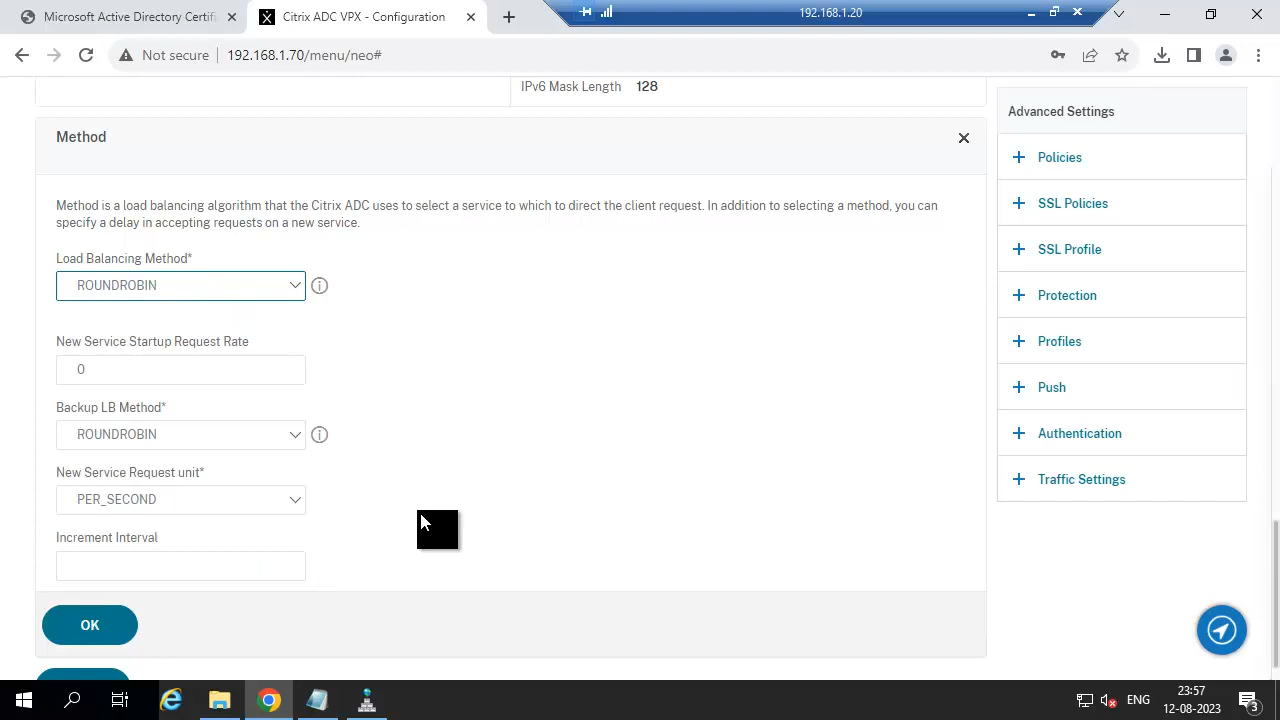 Microsoft Active Directory Certifi
Citrix ADC VPX - Configuration
192.168.1.20
Not secure
192.168.1.70/menu/neo#
IPv6 Mask Length 128
Method
Method is a load balancing algorithm that the Citrix ADC uses to select a service to which to direct the client request. In addition to selecting a method, you can
specify a delay in accepting requests on a new service.
Load Balancing Method*
ROUNDROBIN
New Service Startup Request Rate
0
Backup LB Method*
ROUNDROBIN
New Service Request unit*
PER_SECOND
Increment Interval
OK
Advanced Settings
Policies
SSL Policies
SSL Profile
Protection
Profiles
Push
Authentication
Traffic Settings
ENG
23:57
12-08-2023
3